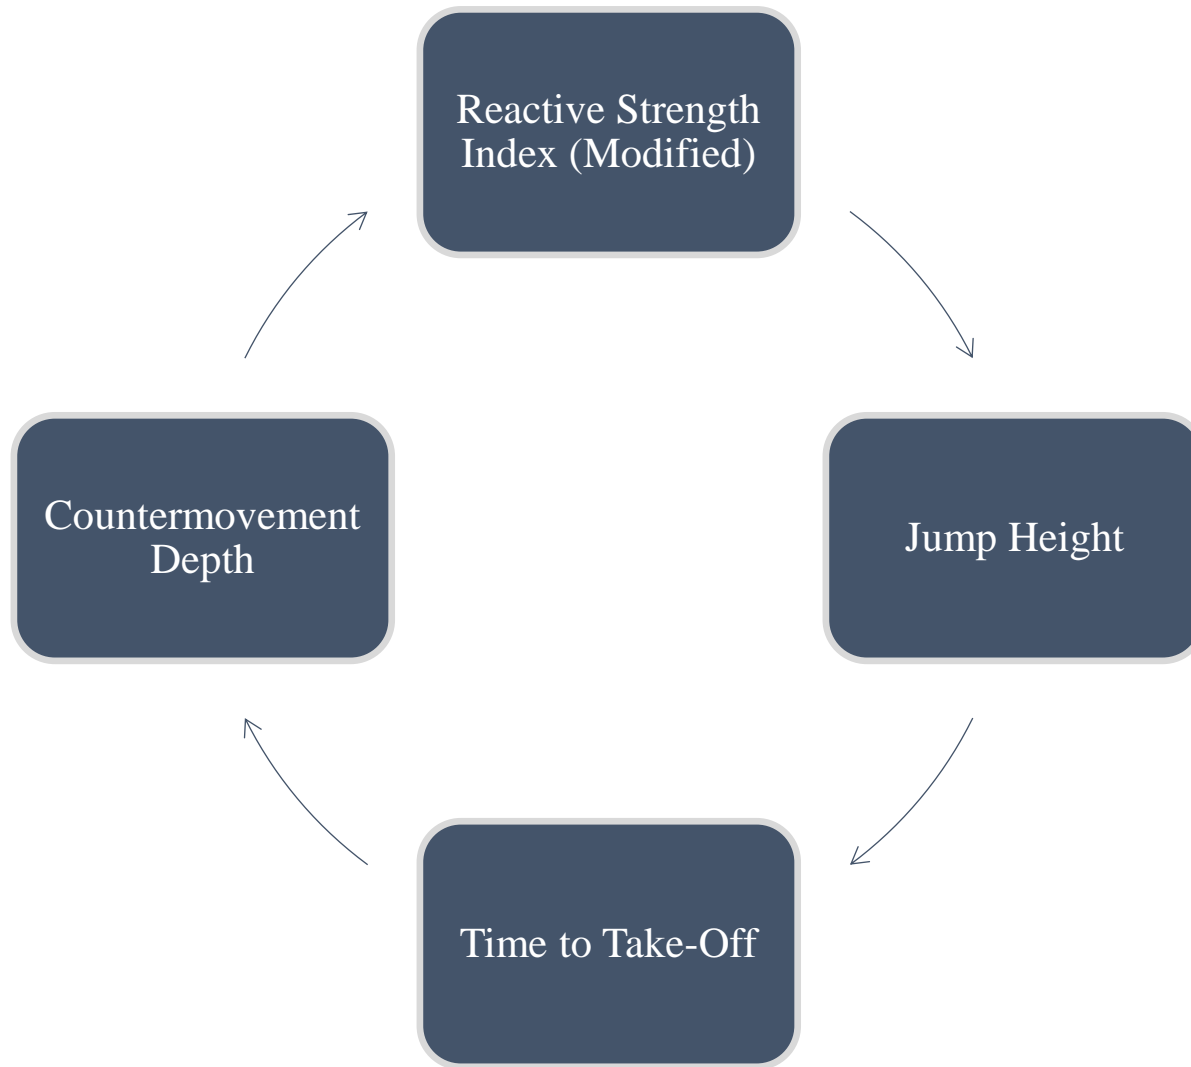 Reactive Strength
Index (Modified)
Countermovement
Depth
Jump Height
Time to Take-Off